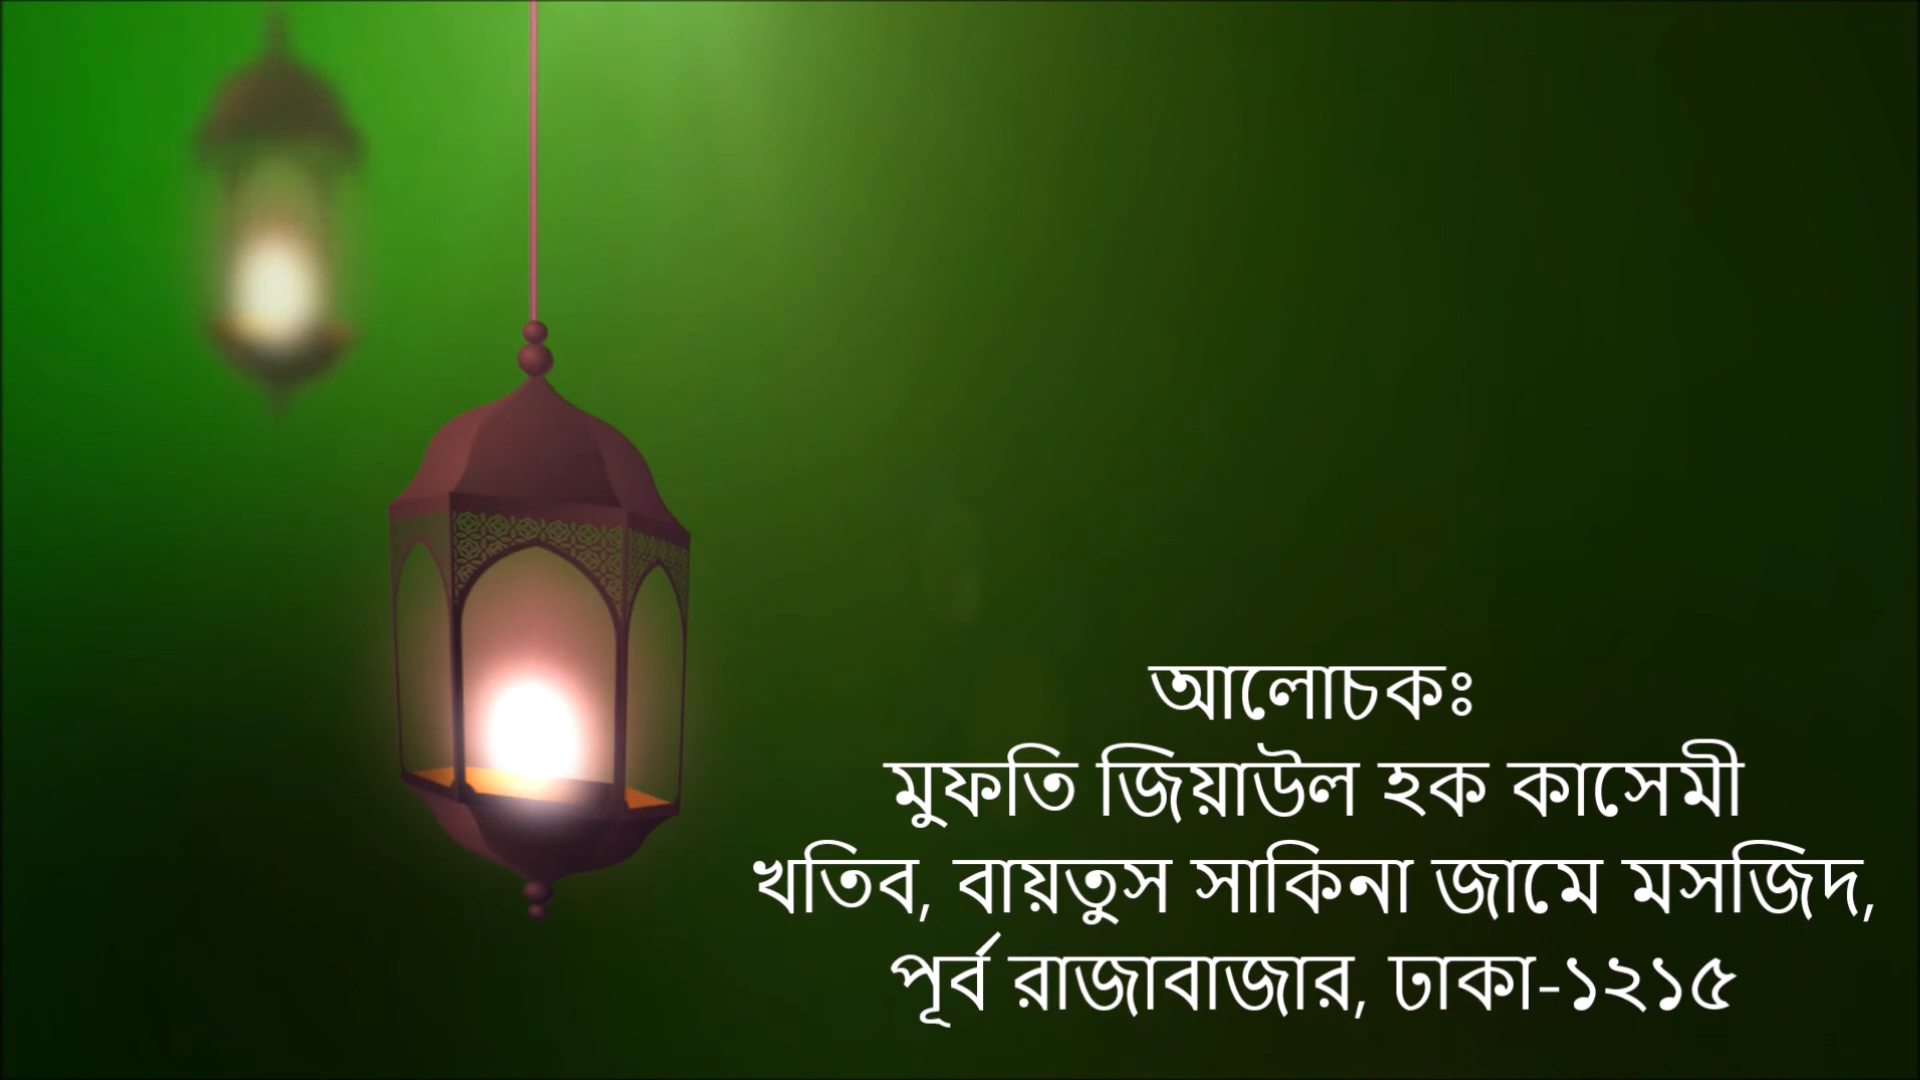 আলোচকঃ
মুফতি জিয়াউল হক কাসেমী
খতিব, বায়তুস সাকিনা জামে মসজিদ,
পূর্ব রাজাবাজার, ঢাকা-১২১৫